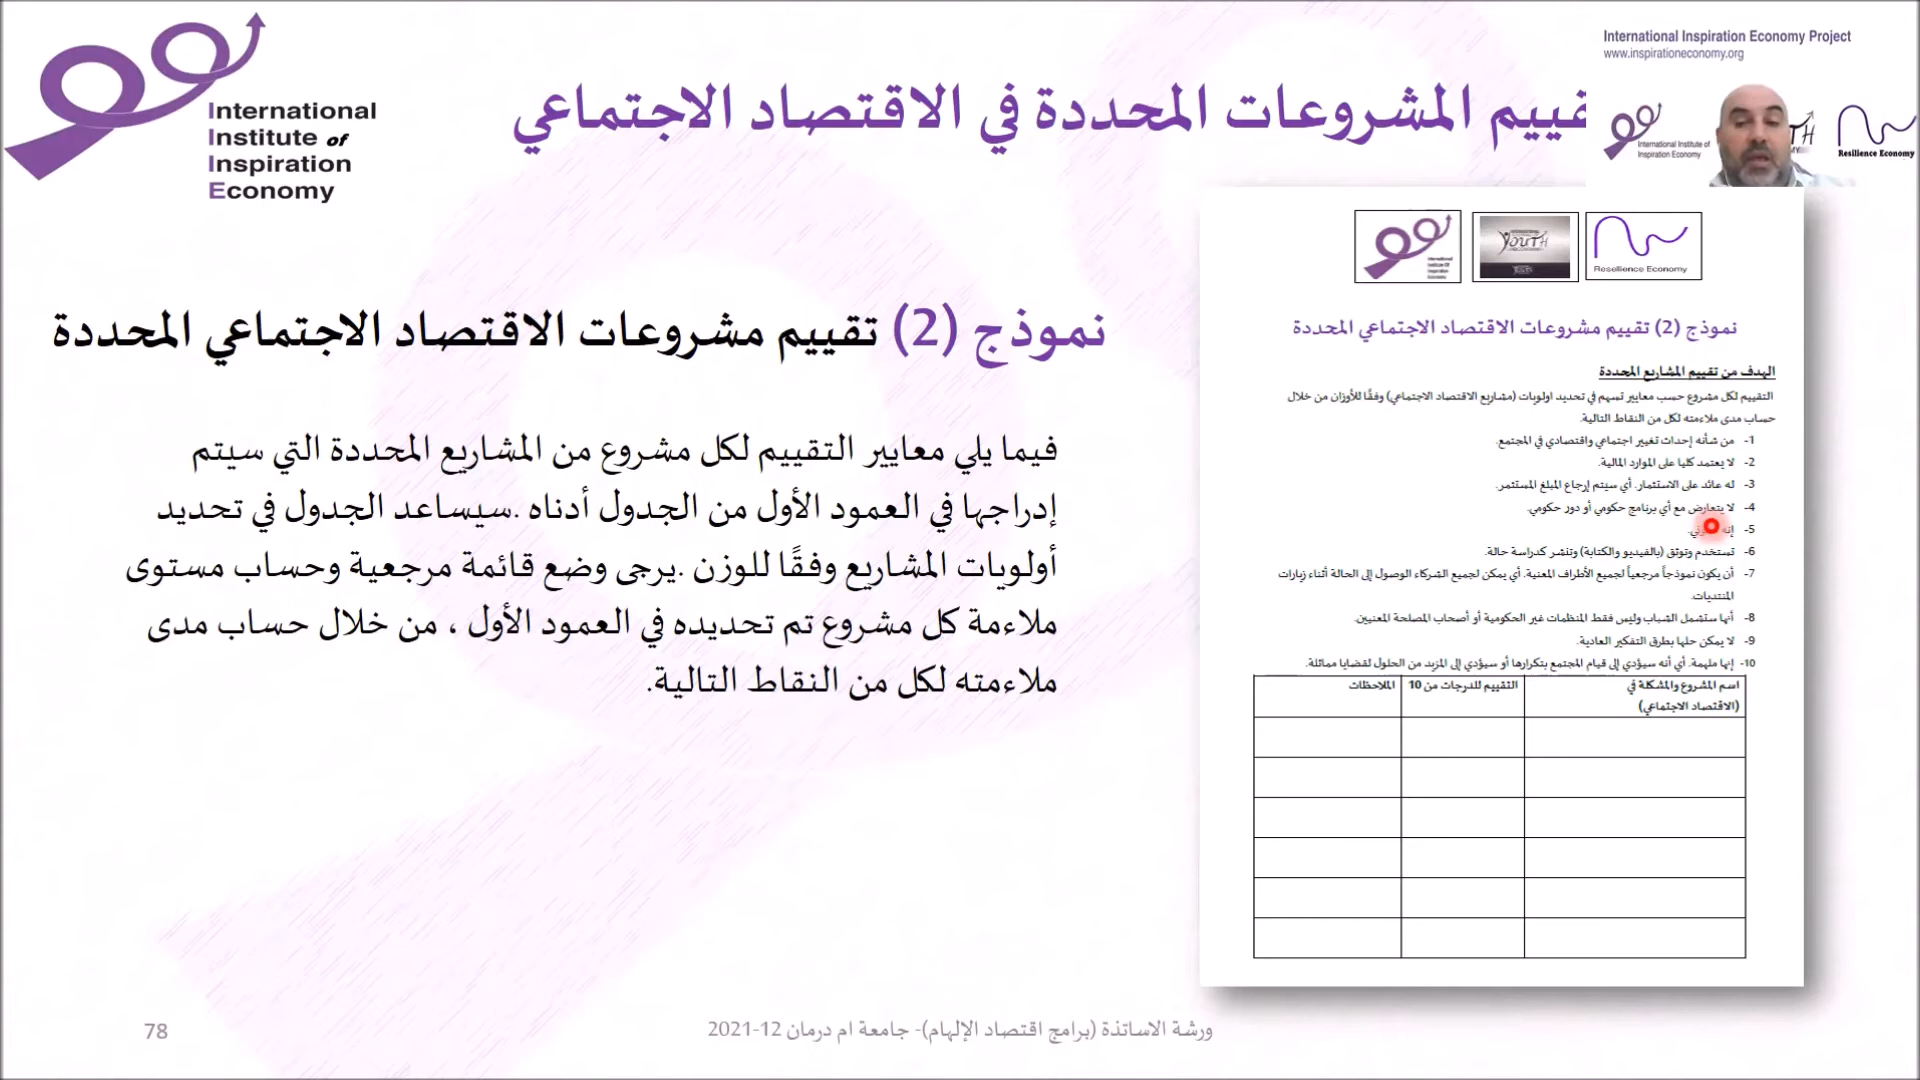 International
Institute of
Inspiration
Economy
International Inspiration Economy Project
www.inspirationeconomy.org
المشروعات المحددة في الاقتصاد الاجتماعي
International Institute of
Inspiration Economy
Resilience Economy
نموذج (2) تقييم مشروعات الاقتصاد الاجتماعي المحددة
فيما يلي معايير التقييم لكل مشروع من المشاريع المحددة التي سيتم
إدراجها في العمود الأول من الجدول أدناه .سيساعد الجدول في تحديد
أولويات المشاريع وفقًا للوزن .يرجى وضع قائمة مرجعية وحساب مستوى
ملاءمة كل مشروع تم تحديده في العمود الأول ، من خلال حساب مدى
ملاءمته لكل من النقاط التالية.
YOUTH
Resellience Economy
نموذج (2) تقييم مشروعات الاقتصاد الاجتماعي المحددة
الهدف من تقييم المشاريع المحددة
التقييم لكل مشروع حسب معايير تسهم في تحديد اولويات (مشاريع الاقتصاد الاجتماعي) وفقًا للأوزان من خلال
حساب مدى ملاءمته لكل من النقاط التالية.
1- من شأنه إحداث تغيير اجتماعي واقتصادي في المجتمع.
2- لا يعتمد كليا على الموارد المالية.
3- له عائد على الاستثمار. أي سيتم إرجاع المبلغ المستثمر.
4- لا يتعارض مع أي برنامج حكومي أو دور حكومي.
5- إنه
6- تستخدم وتوثق (بالفيديو والكتابة) وتنشر كدراسة حالة.
7- أن يكون نموذجاً مرجعياً لجميع الأطراف المعنية. أي يمكن لجميع الشركاء الوصول إلى الحالة أثناء زيارات
المنتديات.
8- أنها ستشمل الشباب وليس فقط المنظمات غير الحكومية أو أصحاب المصلحة المعنيين.
9- لا يمكن حلها بطرق التفكير العادية.
10- إنها ملهمة. أي أنه سيؤدي إلى قيام المجتمع بتكرارها أو سيؤدي إلى المزيد من الحلول لقضايا مماثلة.
اسم المشروع والمشكلة في
(الاقتصاد الاجتماعي)
التقييم للدرجات من 10
الملاحظات
ورشة الاساتذة (برامج اقتصاد الإلهام)- جامعة ام درمان 12-2021
78